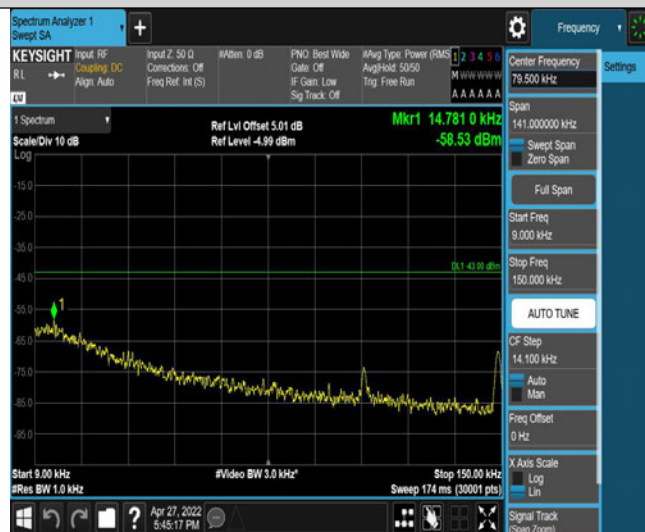 Spectrum Analyzer 1
Swept SA
+
Frequency
KEYSIGHT
RL
LXI
Input: RF
Coupling: DC
Align: Auto
Input Z: 50 Ω
Corrections: Off
Freq Ref: Int (S)
#Atten: 0 dB
PNO: Best Wide
Gate: Off
IF Gain: Low
Sig Track: Off
#Avg Type: Power (RMS
Avg|Hold: 50/50
Trig: Free Run
1 2 3 4 5 6
M W W W W W
A A A A A A
Center Frequency
79.500 kHz
Settings
Span
141.000000 kHz
Swept Span
Zero Span
Full Span
Start Freq
9.000 kHz
Stop Freq
150.000 kHz
AUTO TUNE
CF Step
14.100 kHz
Auto
Man
Freq Offset
0 Hz
X Axis Scale
Log
Lin
Signal Track
(Span Zoom)
1 Spectrum
Scale/Div 10 dB
Log
Ref Lvl Offset 5.01 dB
Ref Level -4.99 dBm
Mkr1 14.781 0 kHz
-58.53 dBm
-15.0
-25.0
-35.0
DL1 -43.00 dBm
-45.0
1
-55.0
-65.0
-75.0
-85.0
-95.0
Start 9.00 kHz
#Video BW 3.0 kHz*
Stop 150.00 kHz
#Res BW 1.0 kHz
Sweep 174 ms (30001 pts)
?
Apr 27, 2022
5:45:17 PM